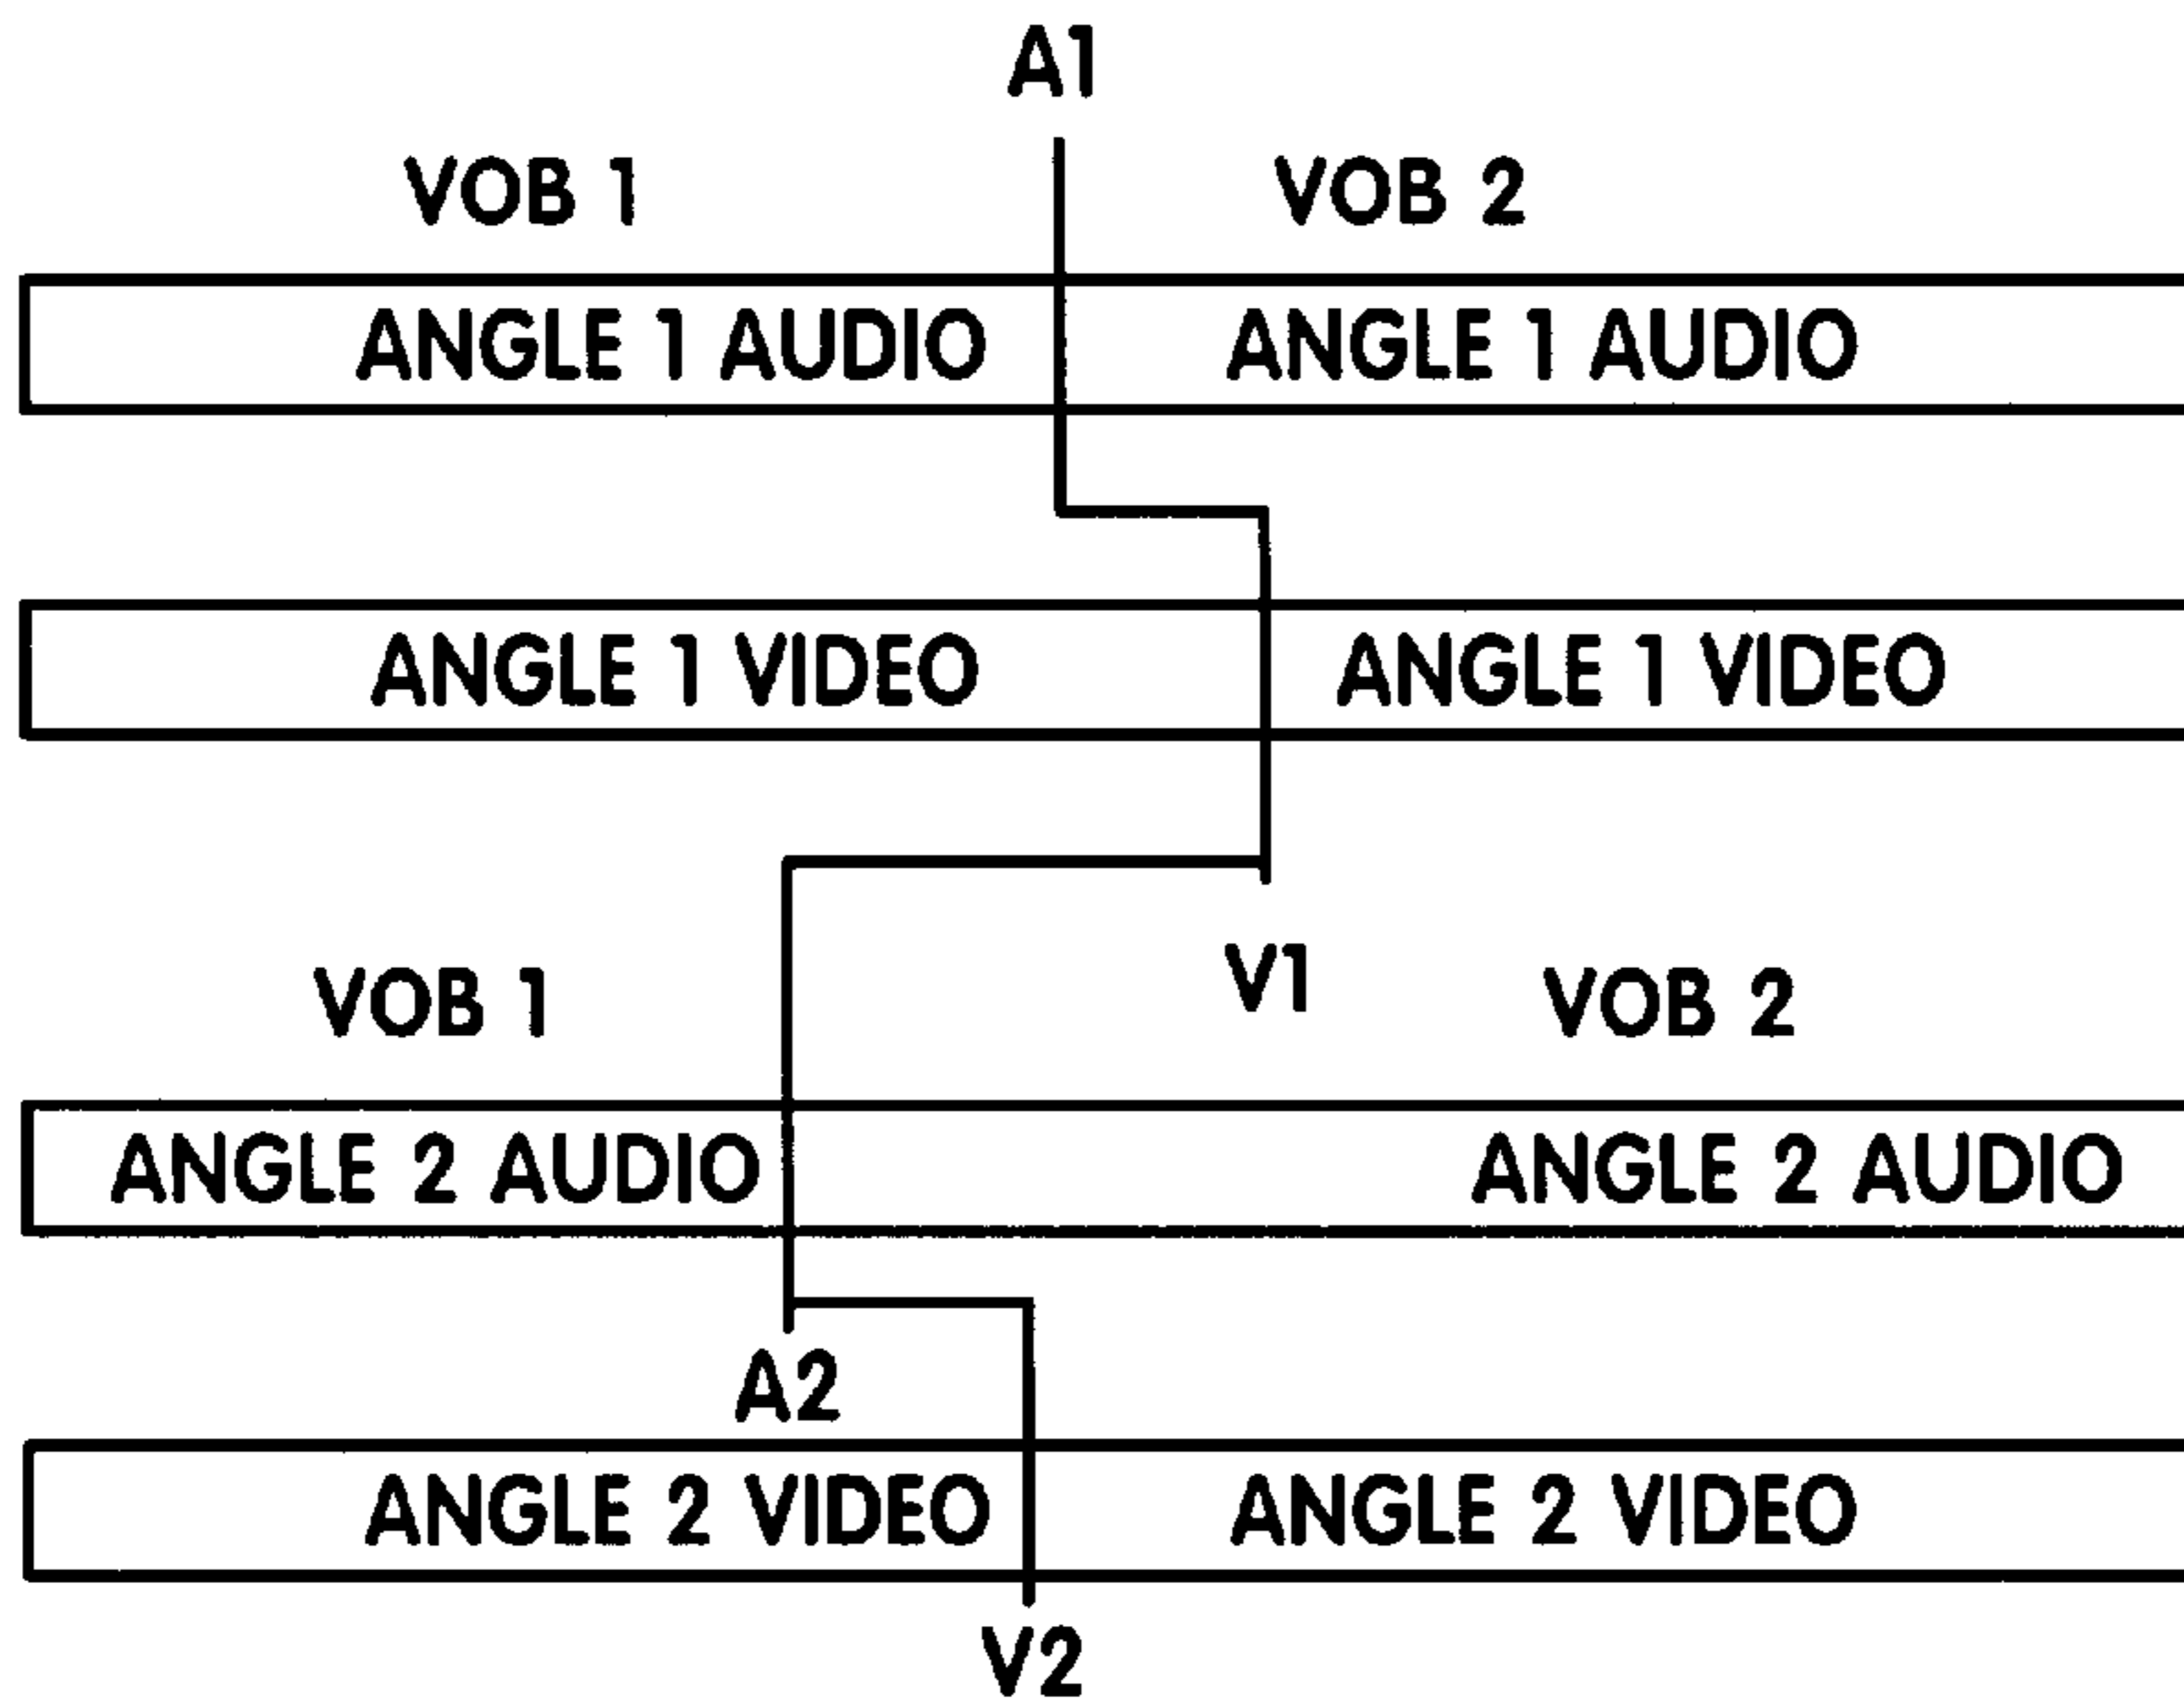 A1
VOB 1 VOB 2
ANGLE 1 AUDIO ANGLE 1 AUDIO
ANGLE 1 VIDEO ANGLE 1 VIDEO
V1
VOB 1 VOB 2
ANGLE 2 AUDIO ANGLE 2 AUDIO
A2
ANGLE 2 VIDEO ANGLE 2 VIDEO
V2